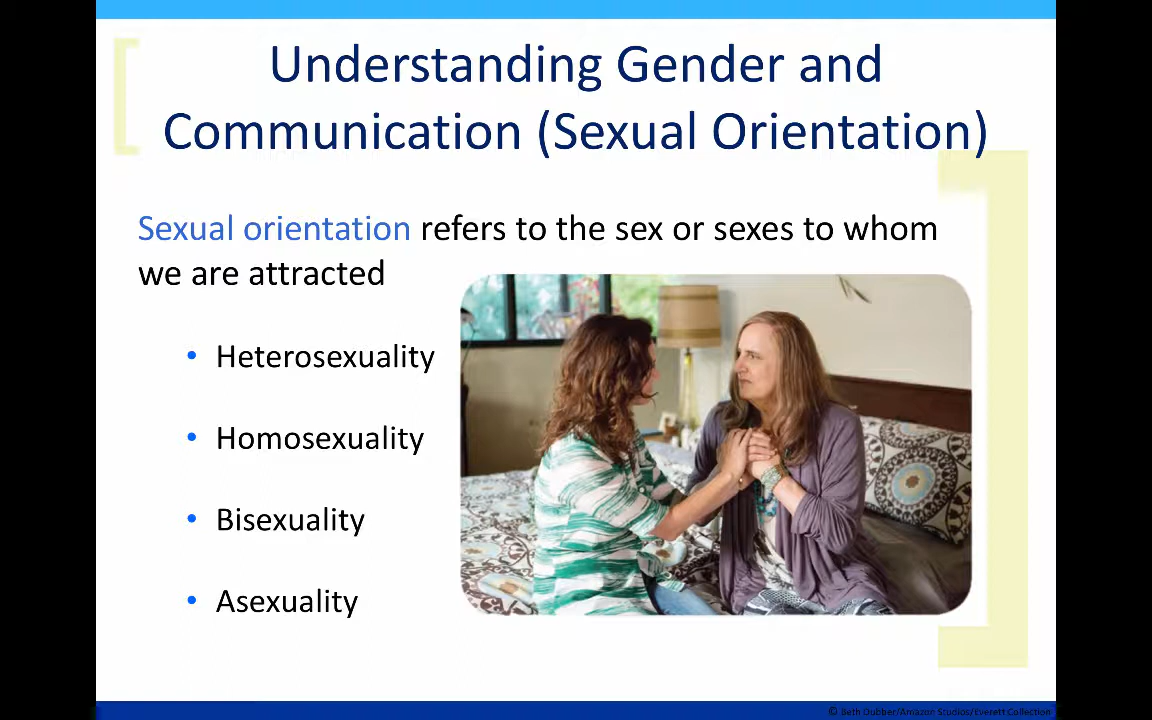 Understanding Gender and
Communication (Sexual Orientation)
Sexual orientation refers to the sex or sexes to whom
we are attracted
• Heterosexuality
• Homosexuality
• Bisexuality
• Asexuality
© Beth Dubber/Amazon Studios/Everett Collection